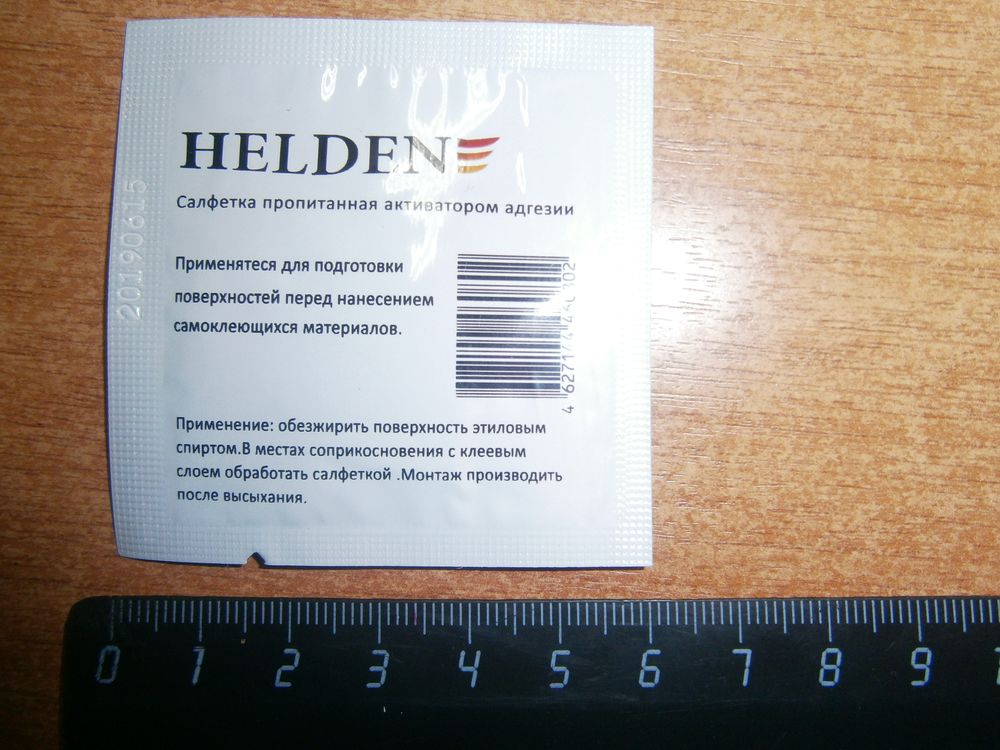 HELDEN
Салфетка пропитанная активатором адгезии
20190615
Применятеся для подготовки
поверхностей перед нанесением
самоклеющихся материалов.
Применение: обезжирить поверхность этиловым
спиртом.В местах соприкосновения с клеевым
слоем обработать салфеткой .Монтаж производить
после высыхания.
0 1 2 3 4 5 6 7 8 9